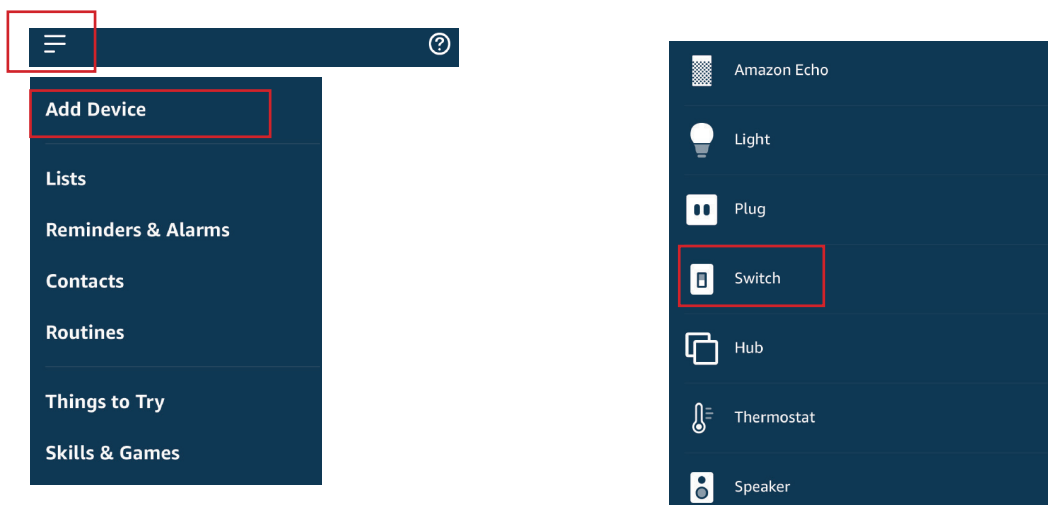 Add Device
Lists
Reminders & Alarms
Contacts
Routines
Things to Try
Skills & Games
Amazon Echo
Light
Plug
Switch
Hub
Thermostat
Speaker